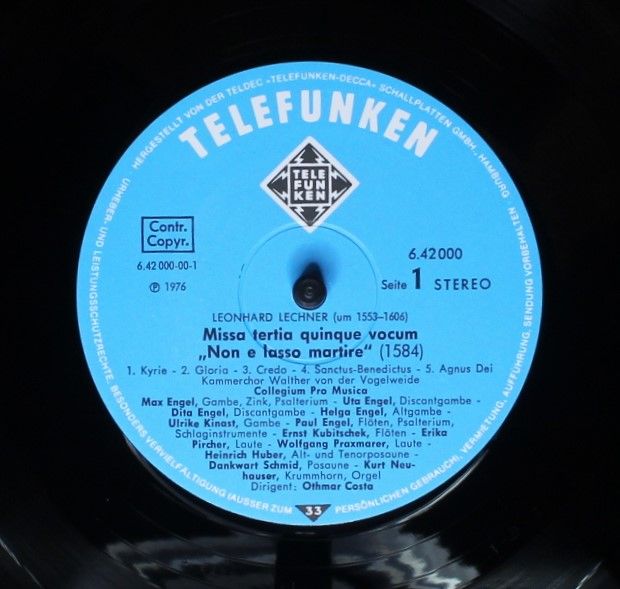 HERGESTELLT VON DER TELDEC »TELEFUNKEN-DECCA« SCHALLPLATTEN GMBH., HAMBURG
URHEBER- UND LEISTUNGSSCHUTZRECHTE, BESONDERS VERVIELFÄLTIGUNG (AUSSER ZUM PERSÖNLICHEN GEBRAUCH), VERMIETUNG, AUFFÜHRUNG, SENDUNG VORBEHALTEN
TELEFUNKEN
TELE
FUN
KEN
Contr.
Copyr.
6.42 000-00-1
℗ 1976
6.42000
Seite 1 STEREO
LEONHARD LECHNER (um 1553–1606)
Missa tertia quinque vocum
„Non e lasso martire“ (1584)
1. Kyrie - 2. Gloria - 3. Credo - 4. Sanctus-Benedictus - 5. Agnus Dei
Kammerchor Walther von der Vogelweide
Collegium Pro Musica
Max Engel, Gambe, Zink, Psalterium - Uta Engel, Discantgambe -
Dita Engel, Discantgambe - Helga Engel, Altgambe -
Ulrike Kinast, Gambe - Paul Engel, Flöten, Psalterium,
Schlaginstrumente - Ernst Kubitschek, Flöten - Erika
Pircher, Laute - Wolfgang Praxmarer, Laute -
Heinrich Huber, Alt- und Tenorposaune -
Dankwart Schmid, Posaune - Kurt Neu-
hauser, Krummhorn, Orgel
Dirigent: Othmar Costa
33